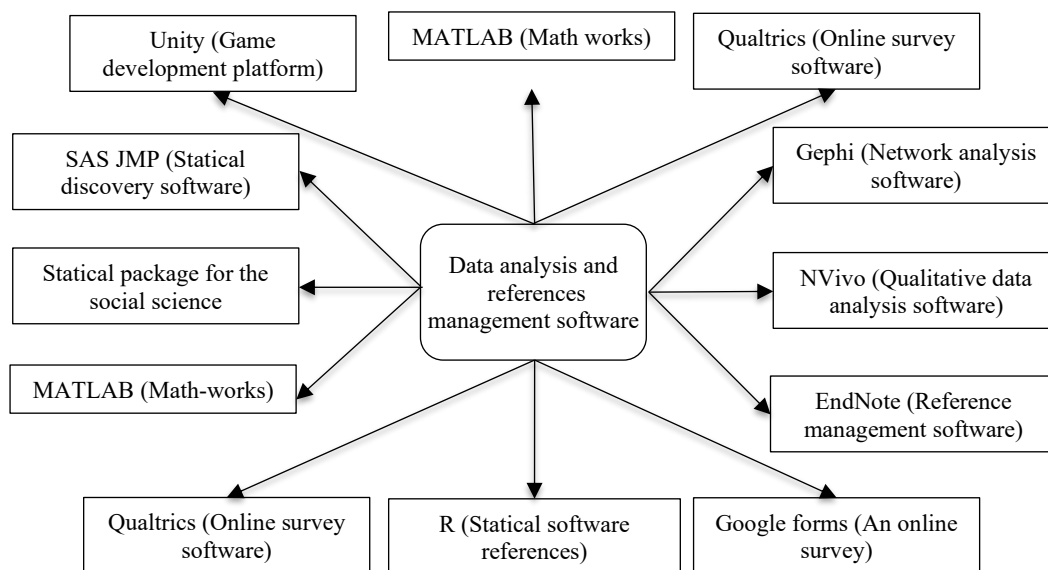 Unity (Game
development platform)
MATLAB (Math works)
Qualtrics (Online survey
software)
SAS JMP (Statical
discovery software)
Gephi (Network analysis
software)
Statical package for the
social science
Data analysis and
references
management software
NVivo (Qualitative data
analysis software)
MATLAB (Math-works)
EndNote (Reference
management software)
Qualtrics (Online survey
software)
R (Statical software
references)
Google forms (An online
survey)